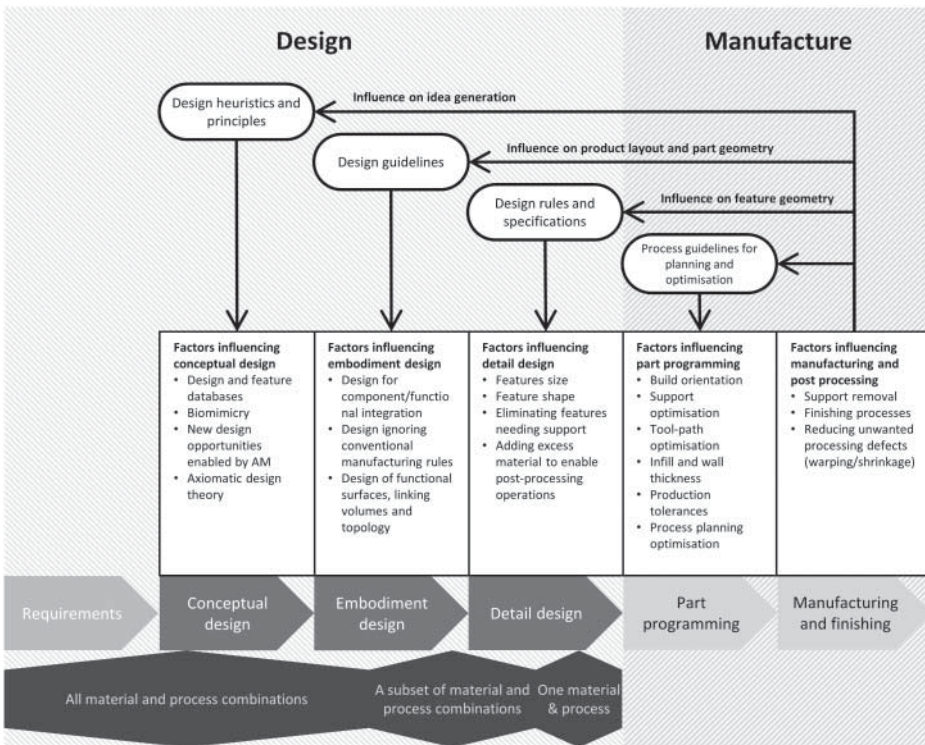 Design
Manufacture
Influence on idea generation
Design heuristics and
principles
Influence on product layout and part geometry
Design guidelines
Influence on feature geometry
Design rules and
specifications
Process guidelines for
planning and
optimisation
Factors influencing
conceptual design
• Design and feature
databases
• Biomimicry
• New design
opportunities
enabled by AM
• Axiomatic design
theory
Factors influencing
embodiment design
• Design for
component/functio
nal integration
• Design ignoring
conventional
manufacturing rules
• Design of functional
surfaces, linking
volumes and
topology
Factors influencing
detail design
• Features size
• Feature shape
• Eliminating features
needing support
• Adding excess
material to enable
post-processing
operations
Factors influencing
part programming
• Build orientation
• Support
optimisation
• Tool-path
optimisation
• Infill and wall
thickness
• Production
tolerances
• Process planning
optimisation
Factors influencing
manufacturing and
post processing
• Support removal
• Finishing processes
• Reducing unwanted
processing defects
(warping/shrinkage)
Requirements
Conceptual
design
Embodiment
design
Detail design
Part
programming
Manufacturing
and finishing
All material and process combinations
A subset of material and
process combinations
One material
& process